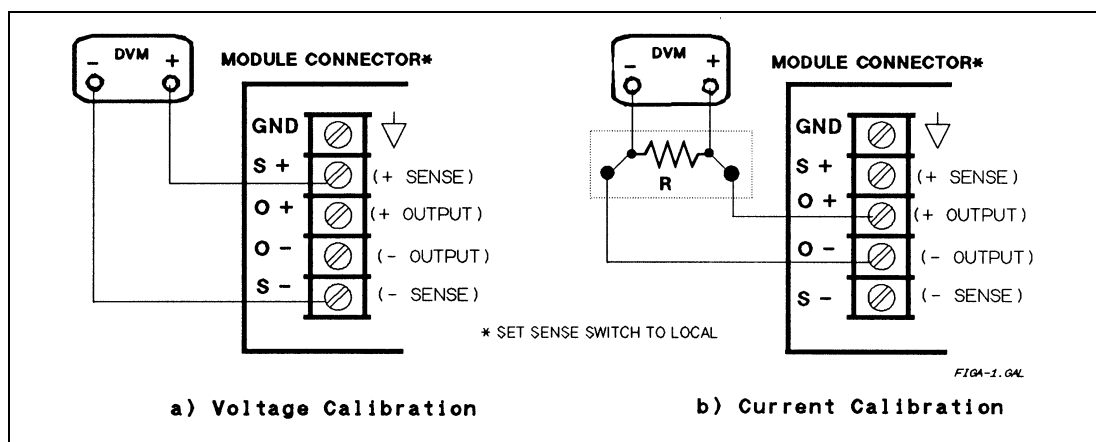 DVM
- +
MODULE CONNECTOR*
GND
S +
(+ SENSE)
O +
(+ OUTPUT)
O -
(- OUTPUT)
S -
(- SENSE)
DVM
- +
MODULE CONNECTOR*
R
GND
S +
(+ SENSE)
O +
(+ OUTPUT)
O -
(- OUTPUT)
S -
(- SENSE)
* SET SENSE SWITCH TO LOCAL
FIGA-1.GAL
a) Voltage Calibration
b) Current Calibration